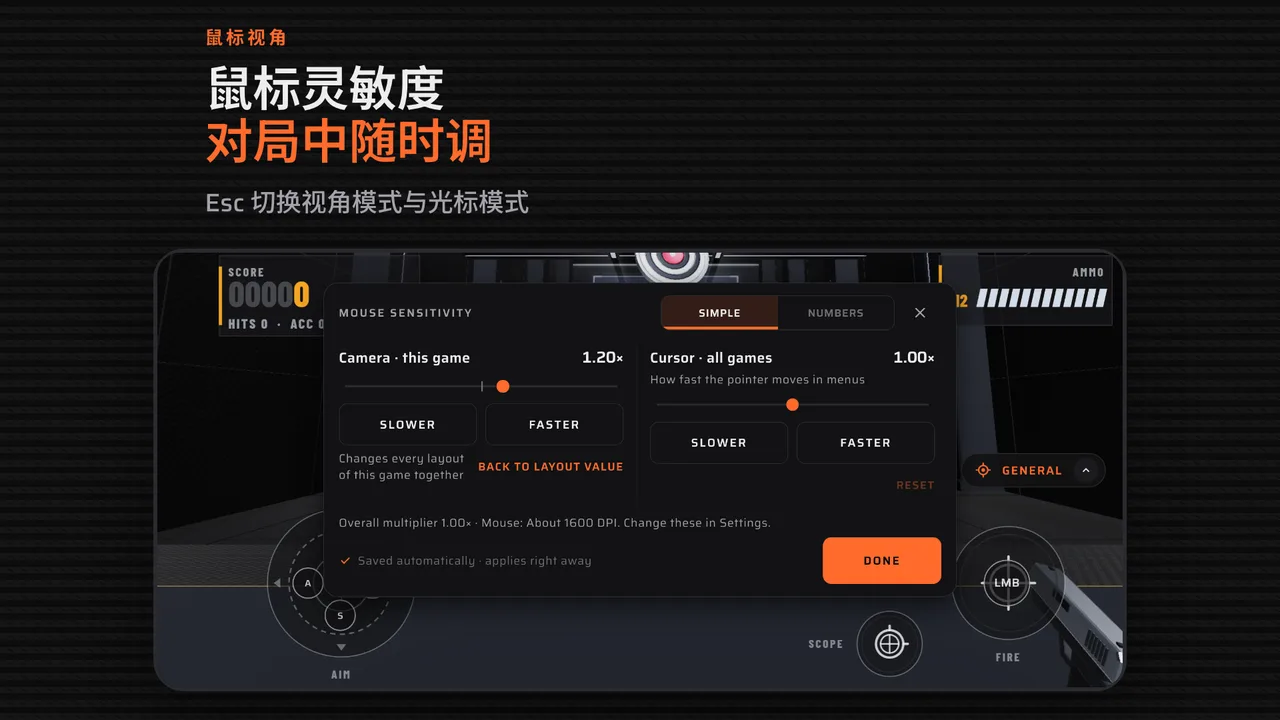 鼠标视角
鼠标灵敏度
对局中随时调
Esc 切换视角模式与光标模式
SCORE
00000
HITS 0 · ACC 0
AMMO
12
MOUSE SENSITIVITY
SIMPLE
NUMBERS
Camera · this game
1.20×
SLOWER
FASTER
Changes every layout
of this game together
BACK TO LAYOUT VALUE
Cursor · all games
1.00×
How fast the pointer moves in menus
SLOWER
FASTER
RESET
Overall multiplier 1.00× · Mouse: About 1600 DPI. Change these in Settings.
Saved automatically · applies right away
DONE
GENERAL
A
S
AIM
SCOPE
LMB
FIRE